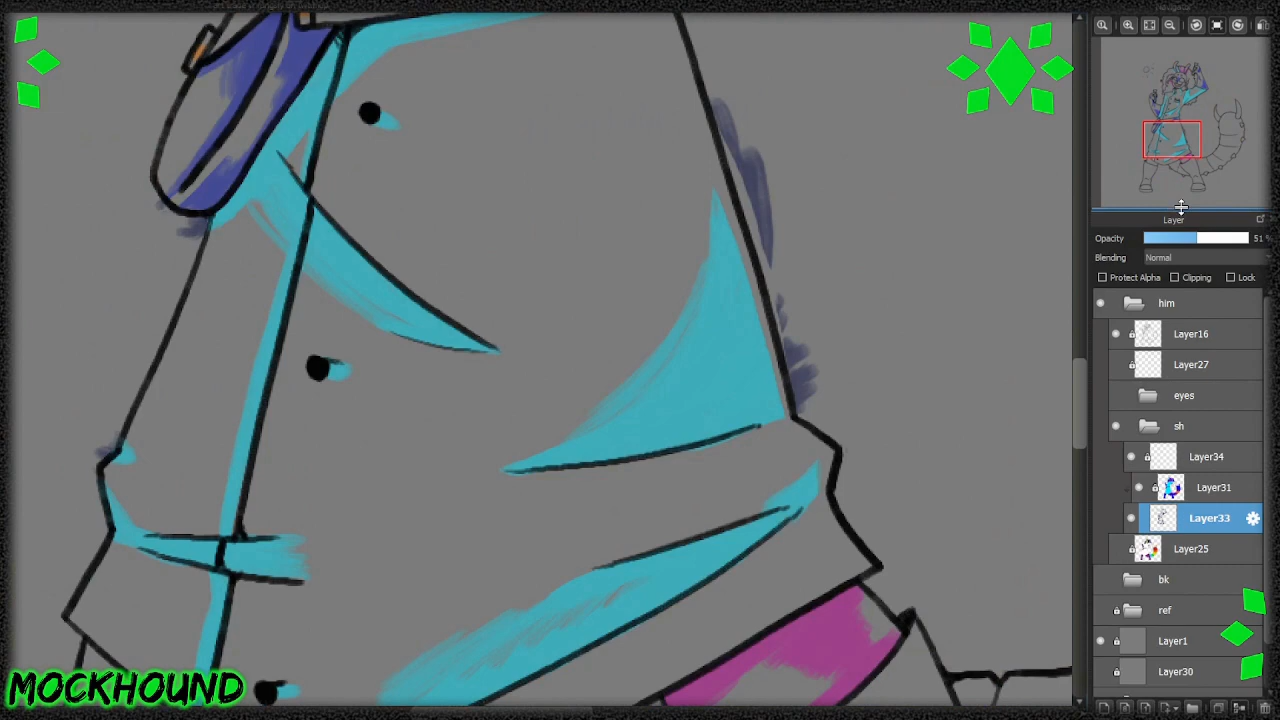 Layer
Opacity 51 %
Blending Normal
Protect Alpha Clipping Lock
him
Layer16
Layer27
eyes
sh
Layer34
Layer31
Layer33
Layer25
bk
ref
Layer1
Layer30
MOCKHOUND